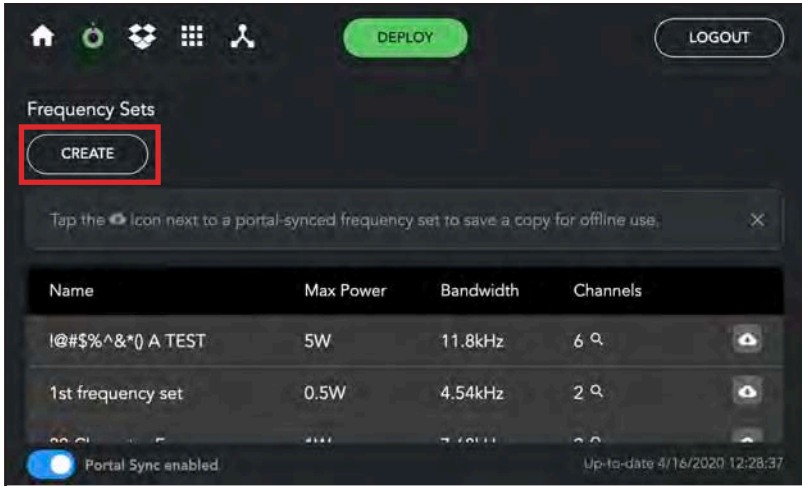 DEPLOY LOGOUT
Frequency Sets
CREATE
Tap the icon next to a portal-synced frequency set to save a copy for offline use.
Name Max Power Bandwidth Channels
!@#$%^&*() A TEST 5W 11.8kHz 6
1st frequency set 0.5W 4.54kHz 2
Portal Sync enabled Up-to-date 4/16/2020 12:28:37